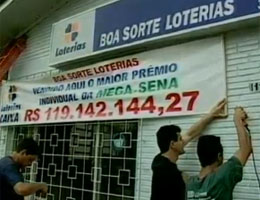 Loterias
BOA SORTE LOTERIAS
Loterias
CAIXA
BOA SORTE LOTERIAS
VENDIDO AQUI O MAIOR PRÊMIO
INDIVIDUAL DA MEGA-SENA
R$ 119.142.144,27